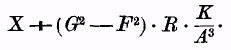 X + (G² — F²) · R · K/A³ ·